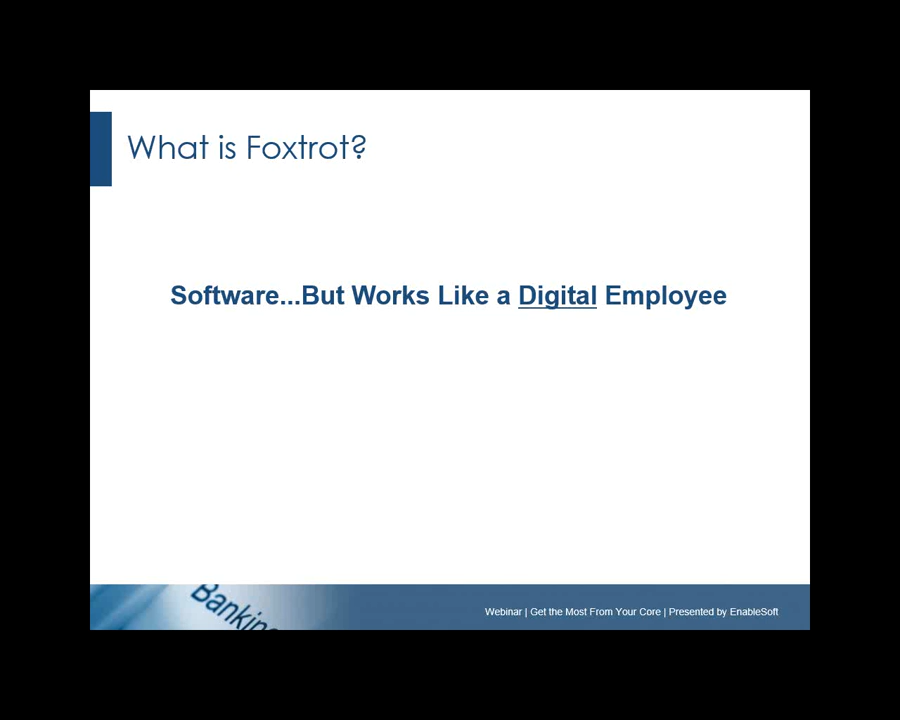 What is Foxtrot?
Software...But Works Like a Digital Employee
Webinar | Get the Most From Your Core | Presented by EnableSoft